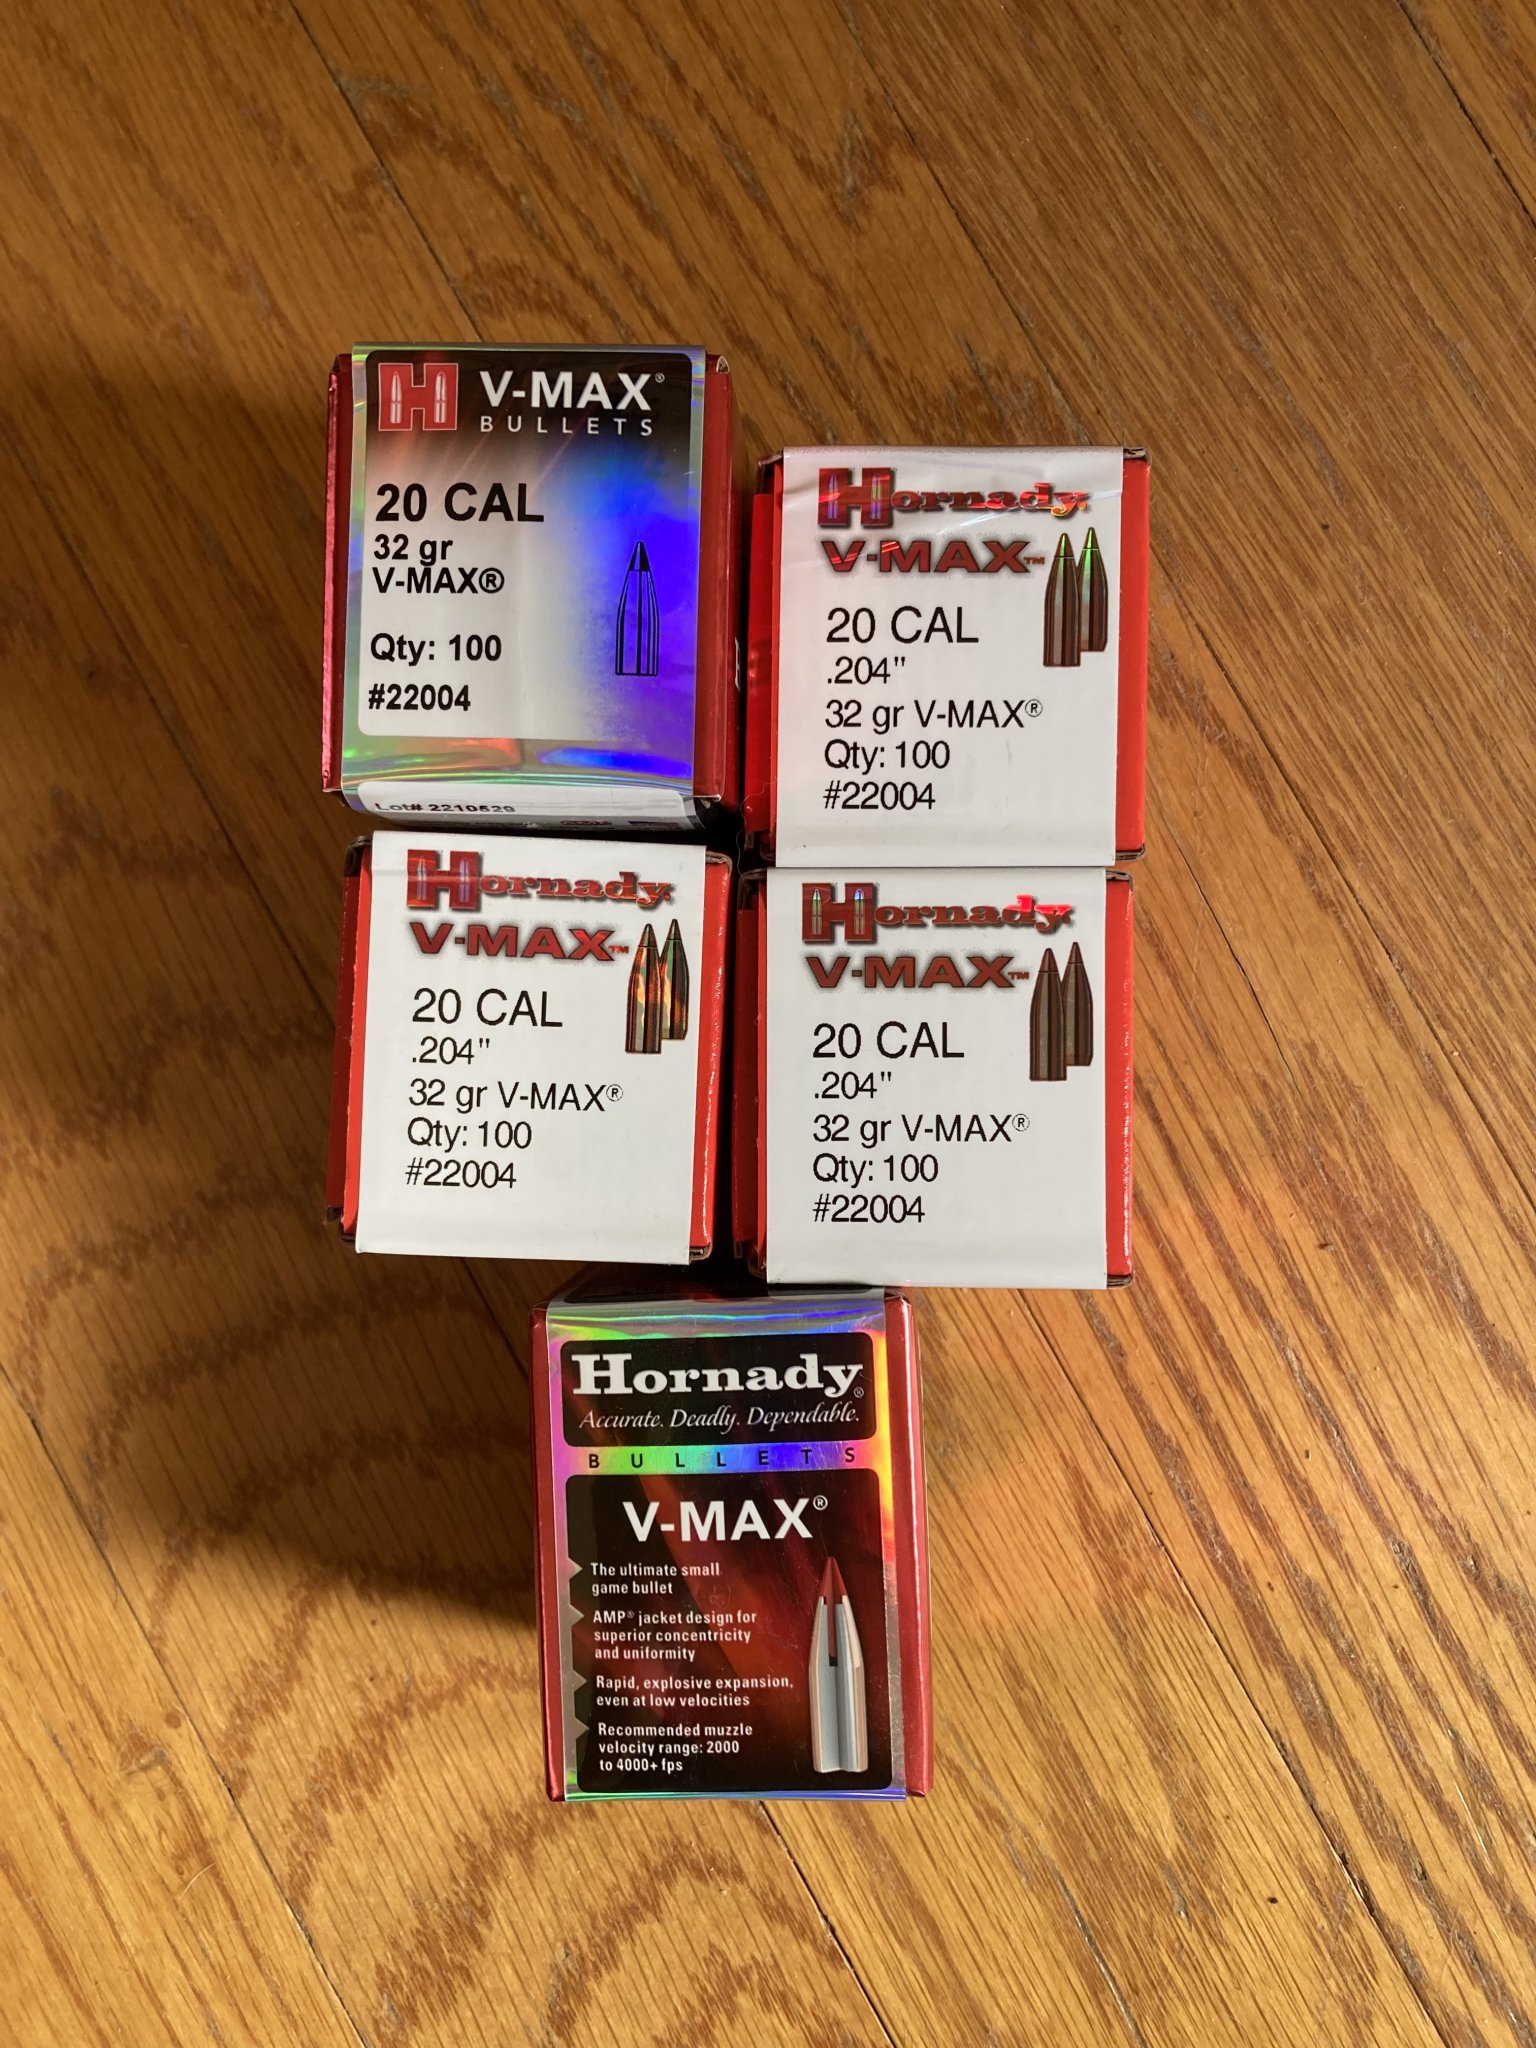 V-MAX®
BULLETS
20 CAL
32 gr
V-MAX®
Qty: 100
#22004
Lot# 2210529
Hornady
V-MAX™
20 CAL
.204"
32 gr V-MAX®
Qty: 100
#22004
Hornady
V-MAX™
20 CAL
.204"
32 gr V-MAX®
Qty: 100
#22004
Hornady
V-MAX™
20 CAL
.204"
32 gr V-MAX®
Qty: 100
#22004
Hornady®
Accurate. Deadly. Dependable.
BULLETS
V-MAX®
The ultimate small
game bullet
AMP® jacket design for
superior concentricity
and uniformity
Rapid, explosive expansion,
even at low velocities
Recommended muzzle
velocity range: 2000
to 4000+ fps